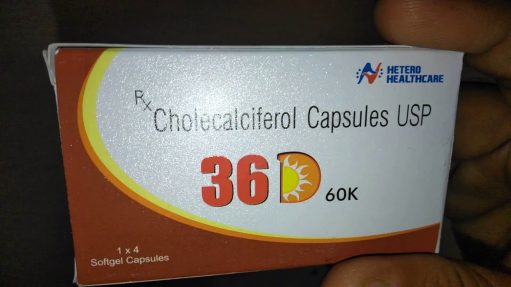 HETERO
HEALTHCARE
Rx Cholecalciferol Capsules USP
36D 60K
1 x 4
Softgel Capsules